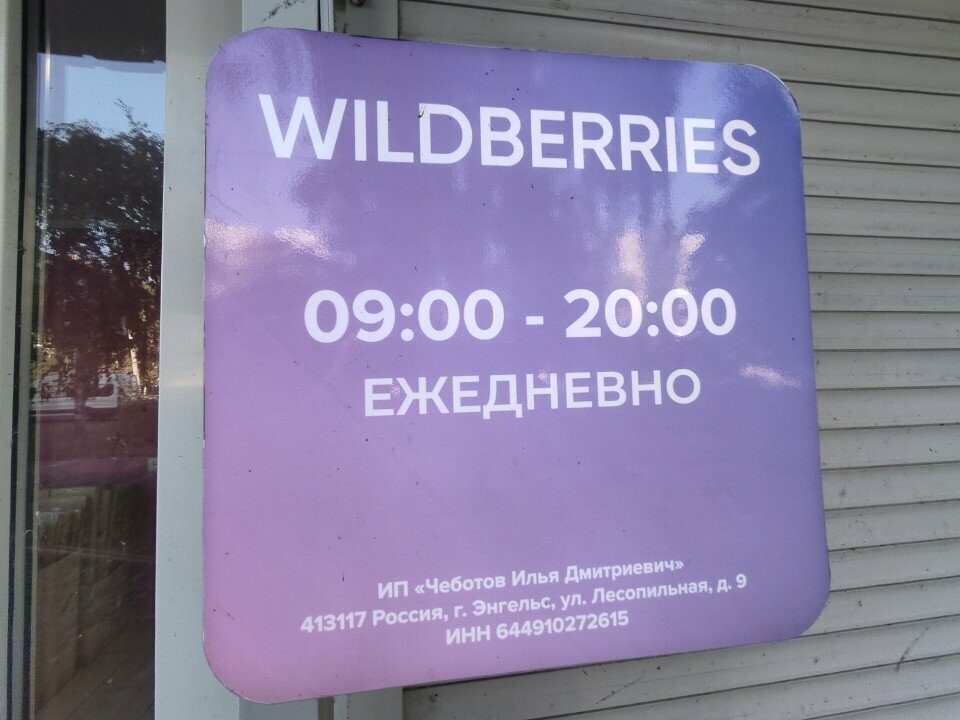 WILDBERRIES
09:00 - 20:00
ЕЖЕДНЕВНО
ИП «Чеботов Илья Дмитриевич»
413117 Россия, г. Энгельс, ул. Лесопильная, д. 9
ИНН 644910272615